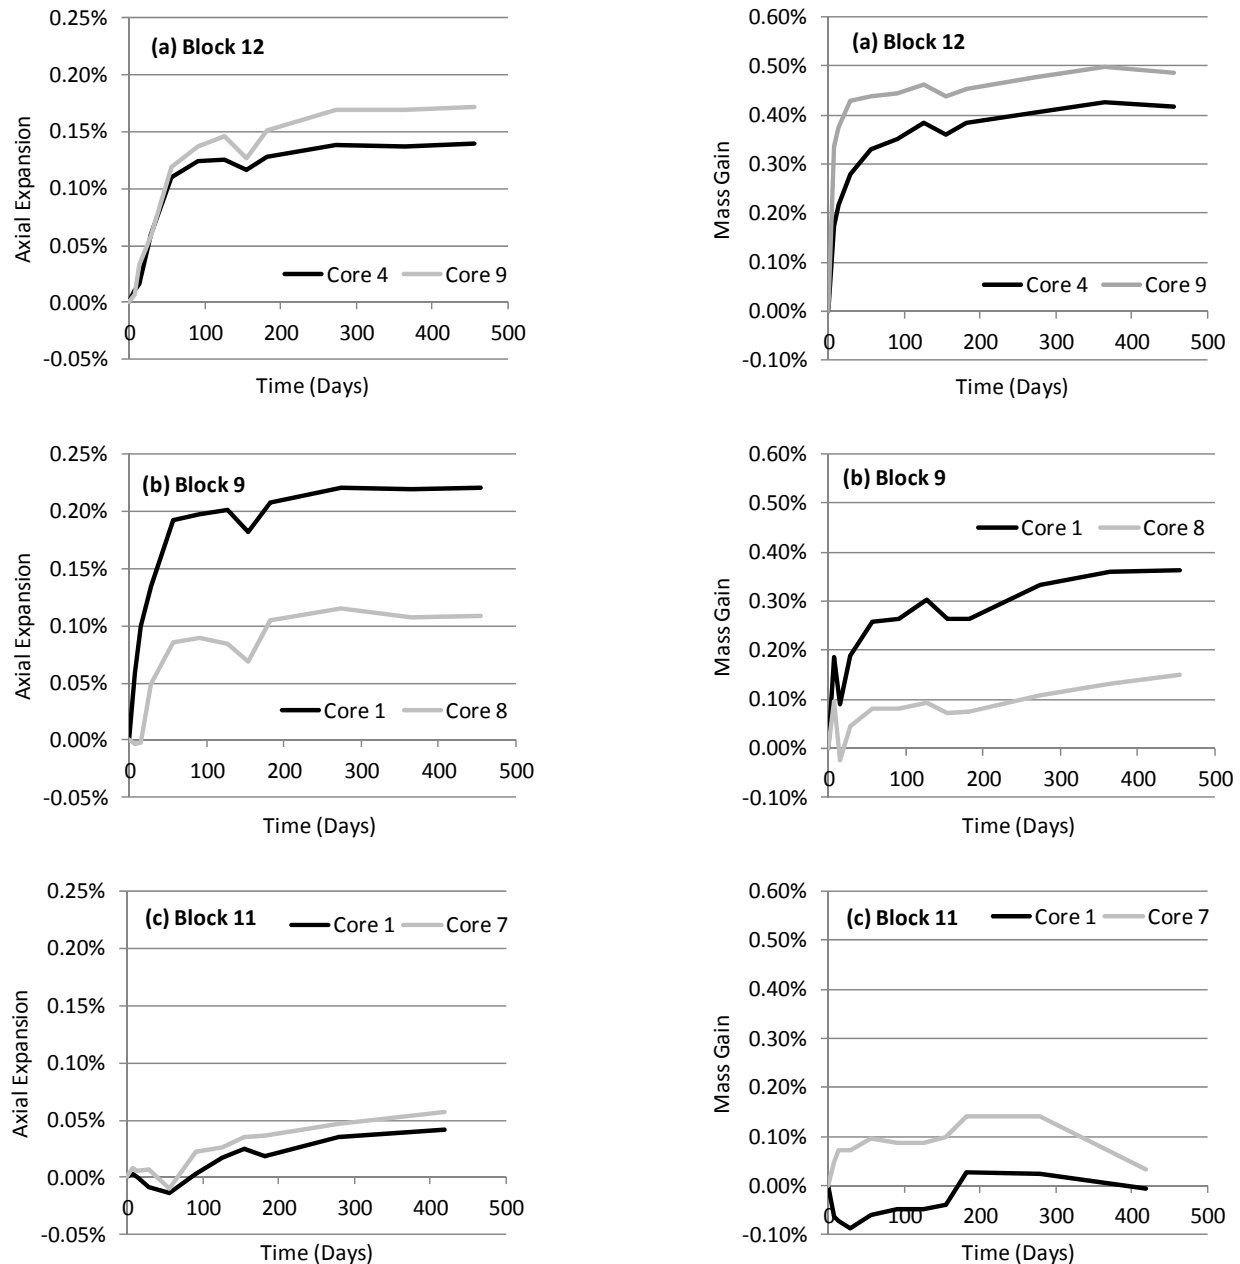 0.25%
(a) Block 12
0.20%
0.15%
0.10%
0.05%
0.00%
-0.05%
Axial Expansion
Core 4 Core 9
0 100 200 300 400 500
Time (Days)
0.60%
(a) Block 12
0.50%
0.40%
0.30%
0.20%
0.10%
0.00%
-0.10%
Mass Gain
Core 4 Core 9
0 100 200 300 400 500
Time (Days)
0.25%
(b) Block 9
0.20%
0.15%
0.10%
0.05%
0.00%
-0.05%
Axial Expansion
Core 1 Core 8
0 100 200 300 400 500
Time (Days)
0.60%
(b) Block 9
0.50%
0.40%
0.30%
0.20%
0.10%
0.00%
-0.10%
Mass Gain
Core 1 Core 8
0 100 200 300 400 500
Time (Days)
0.25%
(c) Block 11 Core 1 Core 7
0.20%
0.15%
0.10%
0.05%
0.00%
-0.05%
Axial Expansion
0 100 200 300 400 500
Time (Days)
0.60%
(c) Block 11 Core 1 Core 7
0.50%
0.40%
0.30%
0.20%
0.10%
0.00%
-0.10%
Mass Gain
0 100 200 300 400 500
Time (Days)